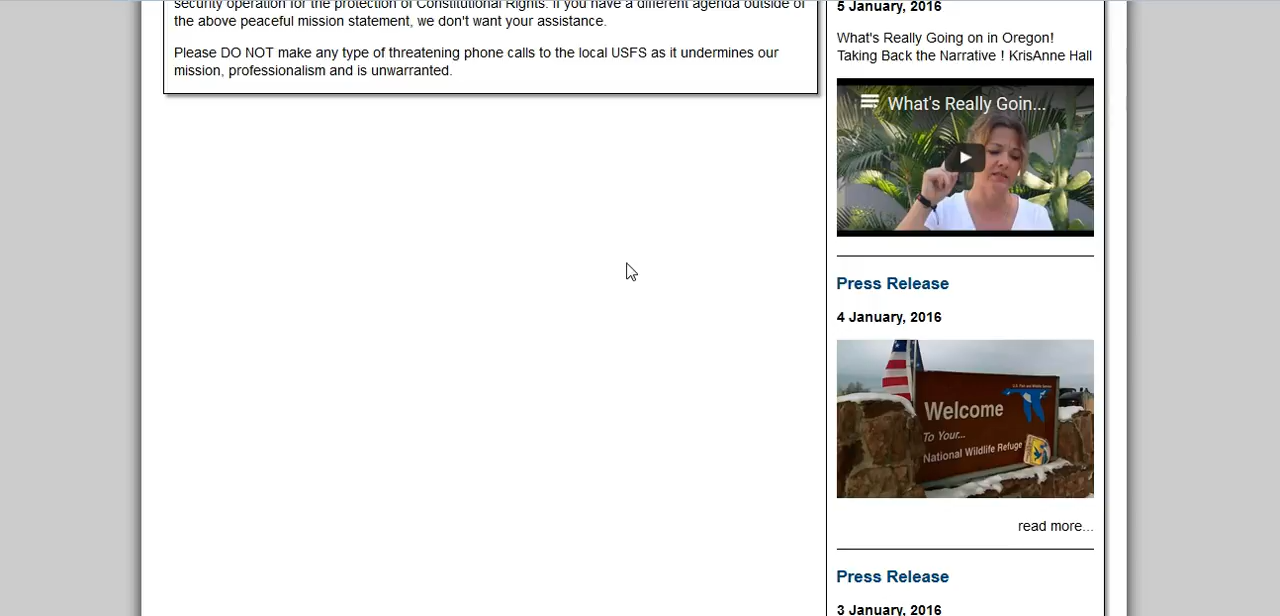 security operation for the protection of Constitutional Rights. If you have a different agenda outside of
the above peaceful mission statement, we don't want your assistance.
Please DO NOT make any type of threatening phone calls to the local USFS as it undermines our
mission, professionalism and is unwarranted.
5 January, 2016
What's Really Going on in Oregon!
Taking Back the Narrative ! KrisAnne Hall
What's Really Goin...
Press Release
4 January, 2016
U.S. Fish and Wildlife Service
Welcome
To Your...
National Wildlife Refuge
read more...
Press Release
3 January, 2016